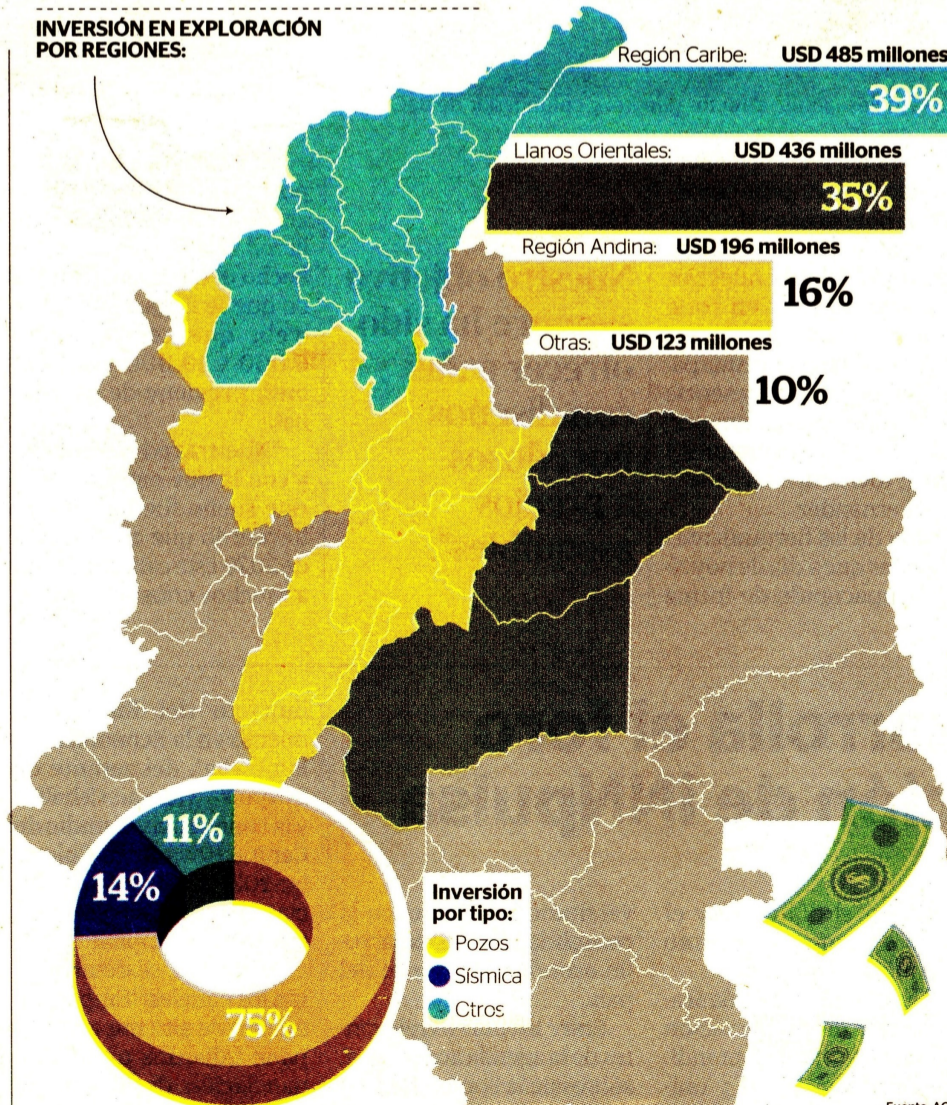 INVERSIÓN EN EXPLORACIÓN
POR REGIONES:
Región Caribe: USD 485 millones
39%
Llanos Orientales: USD 436 millones
35%
Región Andina: USD 196 millones
16%
Otras: USD 123 millones
10%
11%
14%
75%
Inversión
por tipo:
Pozos
Sísmica
Ctros